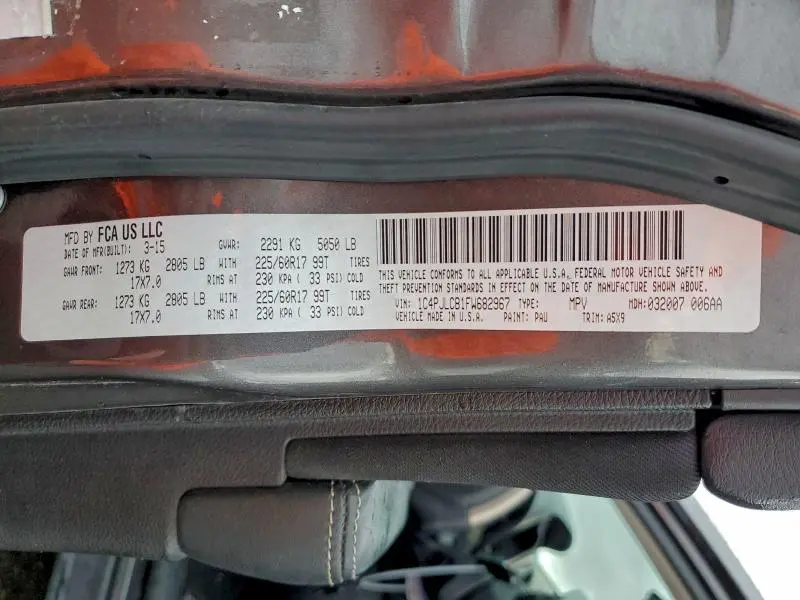 MFD BY FCA US LLC
DATE OF MFR(BUILT): 3-15 GVWR: 2291 KG 5050 LB
GAWR FRONT: 1273 KG 2805 LB WITH 225/60R17 99T TIRES
17X7.0 RIMS AT 230 KPA ( 33 PSI) COLD
GAWR REAR: 1273 KG 2805 LB WITH 225/60R17 99T TIRES
17X7.0 RIMS AT 230 KPA ( 33 PSI) COLD
THIS VEHICLE CONFORMS TO ALL APPLICABLE U.S.A. FEDERAL MOTOR VEHICLE SAFETY AND
THEFT PREVENTION STANDARDS IN EFFECT ON THE DATE OF MANUFACTURE SHOWN ABOVE.
VIN: 1C4PJLCB1FW682967 TYPE: MPV MDH:032007 006AA
VEHICLE MADE IN U.S.A. PAINT: PAU TRIM: A5X9